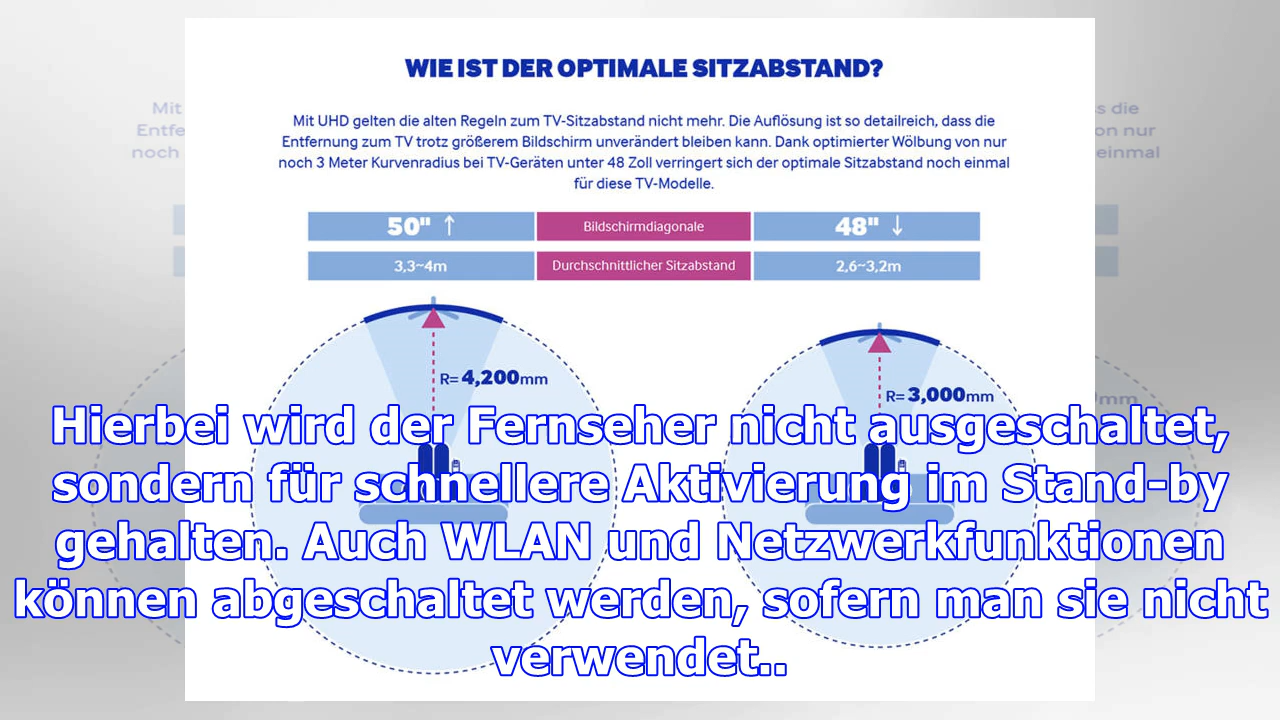 WIE IST DER OPTIMALE SITZABSTAND?
Mit UHD gelten die alten Regeln zum TV-Sitzabstand nicht mehr. Die Auflösung ist so detailreich, dass die
Entfernung zum TV trotz größerem Bildschirm unverändert bleiben kann. Dank optimierter Wölbung von nur
noch 3 Meter Kurvenradius bei TV-Geräten unter 48 Zoll verringert sich der optimale Sitzabstand noch einmal
für diese TV-Modelle.
50" ↑ Bildschirmdiagonale 48" ↓
3,3~4m Durchschnittlicher Sitzabstand 2,6~3,2m
R= 4,200mm
R= 3,000mm
Hierbei wird der Fernseher nicht ausgeschaltet,
sondern für schnellere Aktivierung im Stand-by
gehalten. Auch WLAN und Netzwerkfunktionen
können abgeschaltet werden, sofern man sie nicht
verwendet..